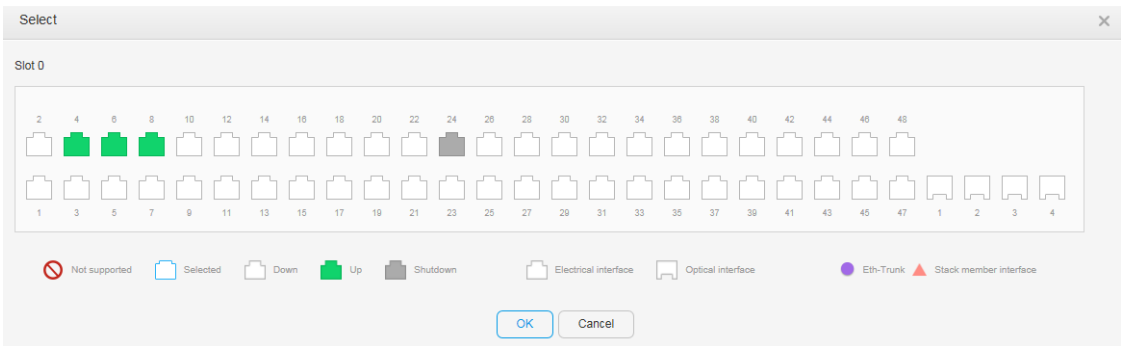 Select
Slot 0
2 4 6 8 10 12 14 16 18 20 22 24 26 28 30 32 34 36 38 40 42 44 46 48
1 3 5 7 9 11 13 15 17 19 21 23 25 27 29 31 33 35 37 39 41 43 45 47 1 2 3 4
Not supported Selected Down Up Shutdown Electrical interface Optical interface Eth-Trunk Stack member interface
OK Cancel